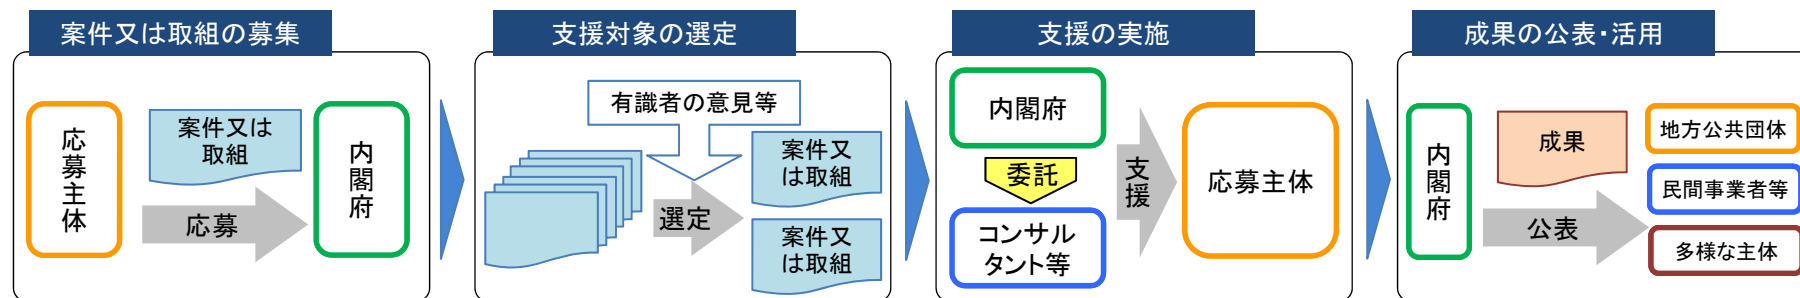 案件又は取組の募集
応募主体
案件又は
取組
応募
内閣府
支援対象の選定
有識者の意見等
選定
案件又
は取組
案件又
は取組
支援の実施
内閣府
委託
コンサル
タント等
支援
応募主体
成果の公表・活用
内閣府
成果
公表
地方公共団体
民間事業者等
多様な主体